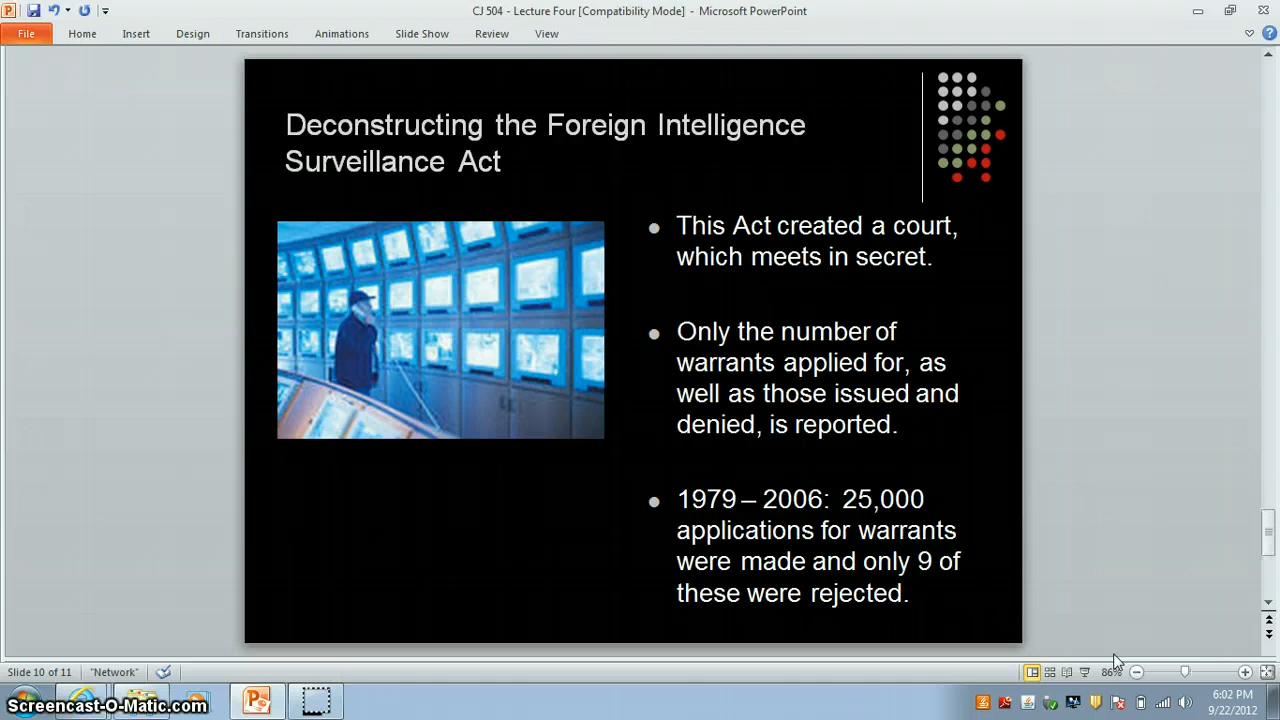 CJ 504 - Lecture Four [Compatibility Mode] - Microsoft PowerPoint
File Home Insert Design Transitions Animations Slide Show Review View
Deconstructing the Foreign Intelligence
Surveillance Act
This Act created a court,
which meets in secret.
Only the number of
warrants applied for, as
well as those issued and
denied, is reported.
1979 – 2006: 25,000
applications for warrants
were made and only 9 of
these were rejected.
Slide 10 of 11 "Network" 86%
Screencast-O-Matic.com
6:02 PM
9/22/2012